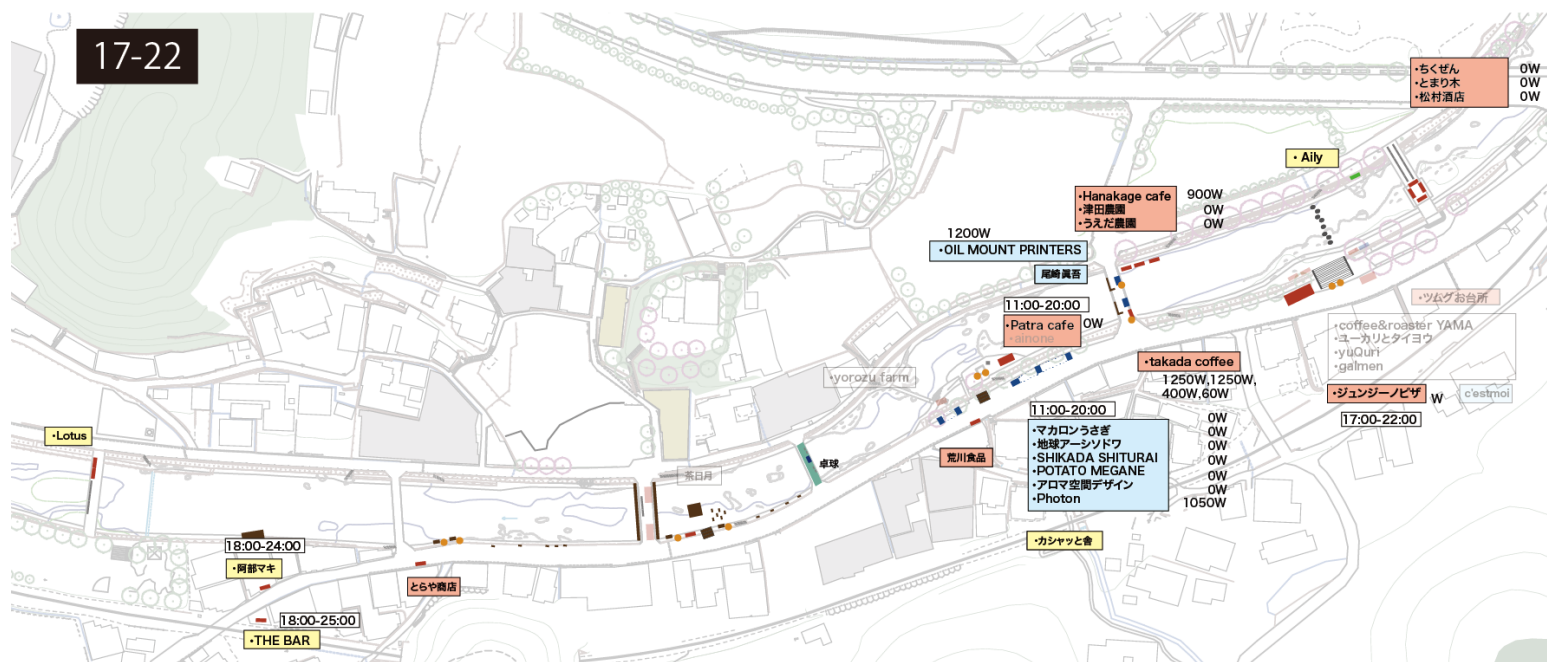 17-22
・ちくぜん 0W
・とまり木 0W
・松村酒店 0W
・Aily
・Hanakage cafe 900W
・津田農園 0W
・うえだ農園 0W
1200W
・OIL MOUNT PRINTERS
尾崎眞吾
11:00-20:00
・Patra cafe 0W
・ainone
・ツムグお台所
・coffee&roaster YAMA
・ユーカリとタイヨウ
・yuQuri
・galmen
・takada coffee
1250W,1250W,
400W,60W
・yorozu farm
・ジュンジーノピザ W
c'estmoi
17:00-22:00
11:00-20:00
・マカロンうさぎ 0W
・地球アーシソドワ 0W
・SHIKADA SHITURAI 0W
・POTATO MEGANE 0W
・アロマ空間デザイン 0W
・Photon 0W
1050W
・Lotus
荒川食品
卓球
茶日月
・カシャッと舎
18:00-24:00
・阿部マキ
とらや商店
18:00-25:00
・THE BAR